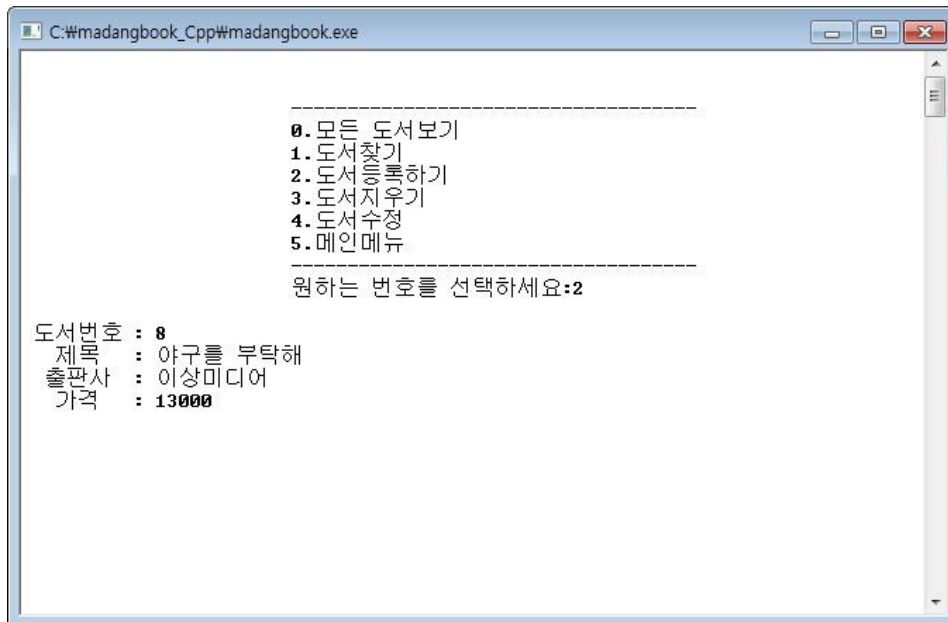 C:₩madangbook_Cpp₩madangbook.exe
------------------------------------
0.모든 도서보기
1.도서찾기
2.도서등록하기
3.도서지우기
4.도서수정
5.메인메뉴
------------------------------------
원하는 번호를 선택하세요:2
도서번호 : 8
제목 : 야구를 부탁해
출판사 : 이상미디어
가격 : 13000